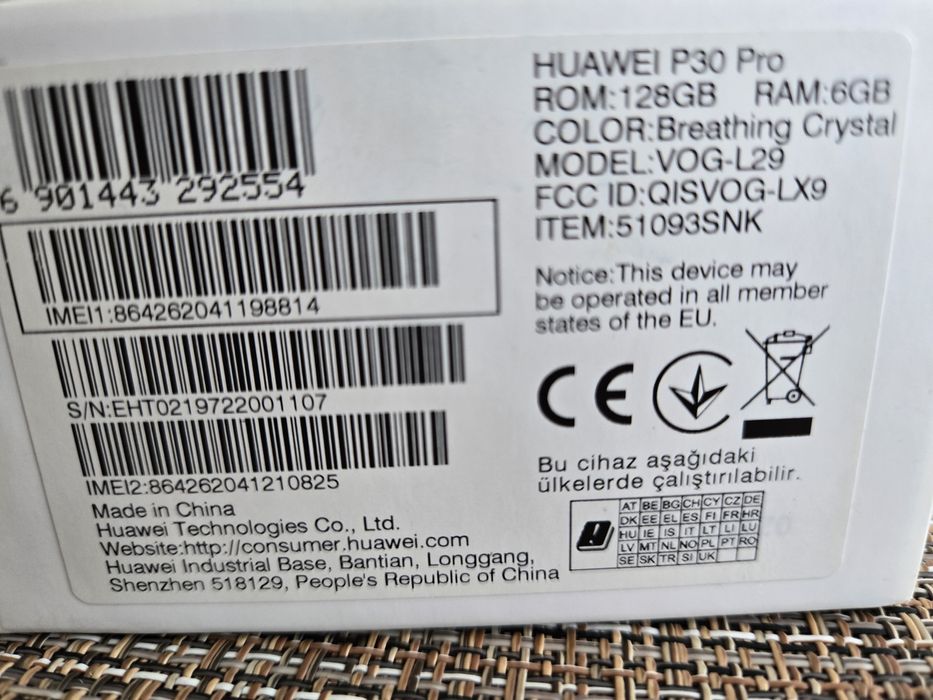 6 901443 292554
IMEI1:864262041198814
S/N:EHT0219722001107
IMEI2:864262041210825
Made in China
Huawei Technologies Co., Ltd.
Website:http://consumer.huawei.com
Huawei Industrial Base, Bantian, Longgang,
Shenzhen 518129, People's Republic of China
HUAWEI P30 Pro
ROM:128GB RAM:6GB
COLOR:Breathing Crystal
MODEL:VOG-L29
FCC ID:QISVOG-LX9
ITEM:51093SNK
Notice:This device may
be operated in all member
states of the EU.
CE
Bu cihaz aşağıdaki
ülkelerde çalıştırılabilir.
AT BE BG CH CY CZ DE
DK EE EL ES FI FR HR
HU IE IS IT LT LI LU
LV MT NL NO PL PT RO
SE SK TR SI UK